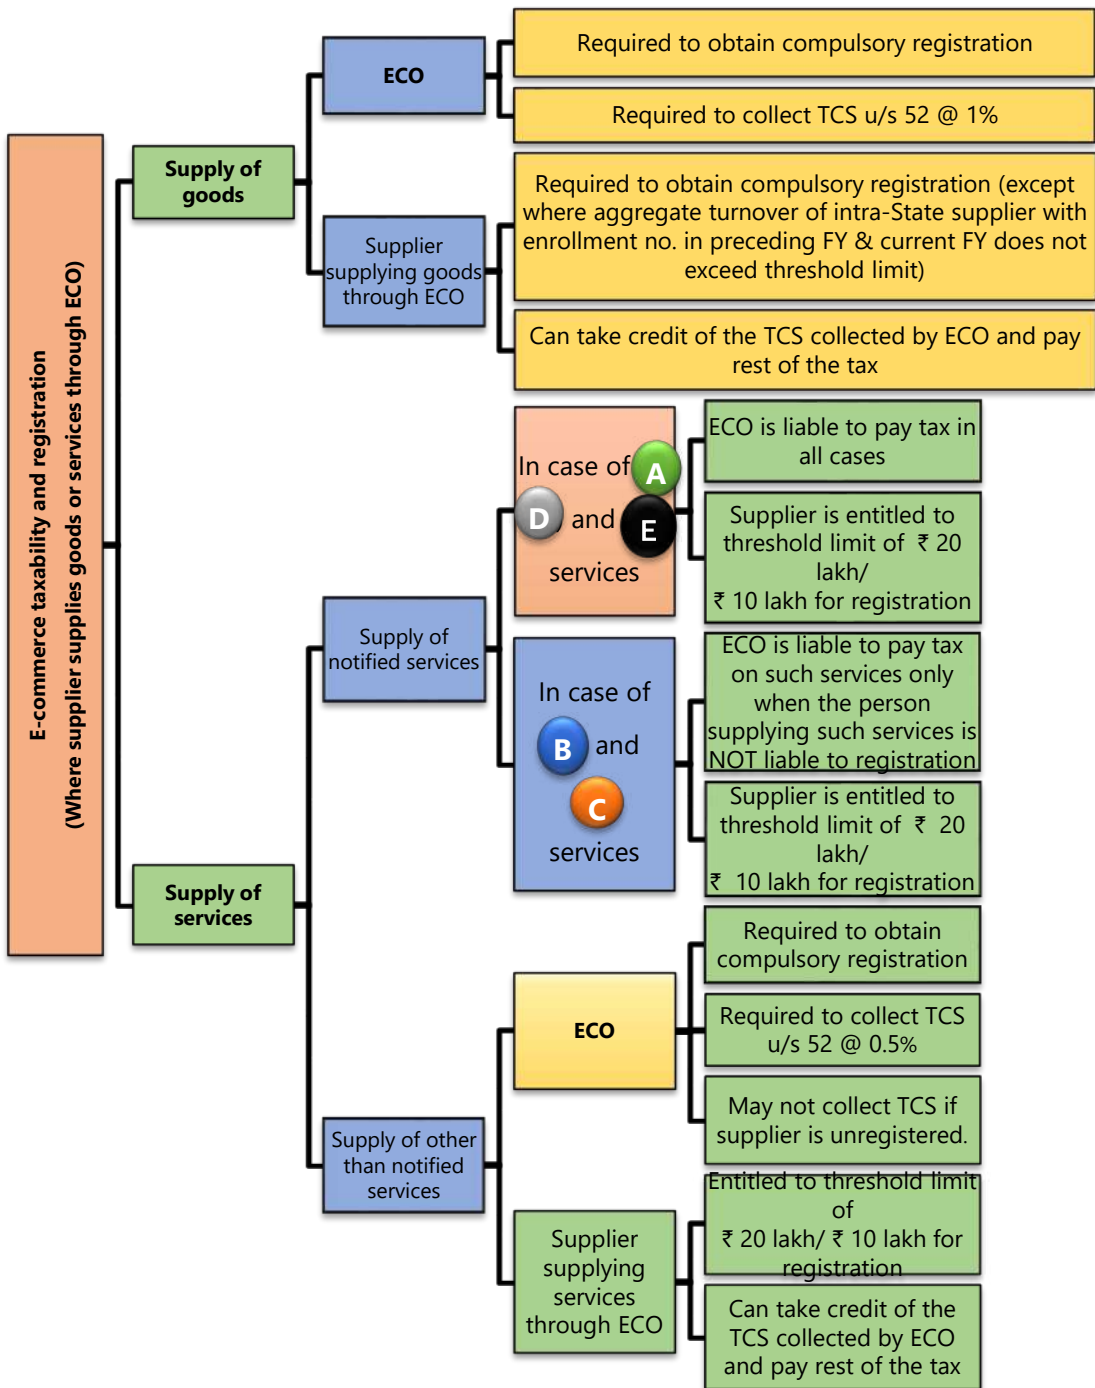 E-commerce taxability and registration
(Where supplier supplies goods or services through ECO)
Supply of
goods
ECO
Required to obtain compulsory registration
Required to collect TCS u/s 52 @ 1%
Supplier
supplying goods
through ECO
Required to obtain compulsory registration (except
where aggregate turnover of intra-State supplier with
enrollment no. in preceding FY & current FY does not
exceed threshold limit)
Can take credit of the TCS collected by ECO and pay
rest of the tax
Supply of
services
Supply of
notified services
In case of A
D, and E
services
ECO is liable to pay tax in
all cases
Supplier is entitled to
threshold limit of ₹ 20
lakh/
₹ 10 lakh for registration
In case of
B and
C
services
ECO is liable to pay tax
on such services only
when the person
supplying such services is
NOT liable to registration
Supplier is entitled to
threshold limit of ₹ 20
lakh/
₹ 10 lakh for registration
Supply of other
than notified
services
ECO
Required to obtain
compulsory registration
Required to collect TCS
u/s 52 @ 0.5%
May not collect TCS if
supplier is unregistered.
Supplier
supplying
services
through ECO
Entitled to threshold limit
of
₹ 20 lakh/ ₹ 10 lakh for
registration
Can take credit of the
TCS collected by ECO
and pay rest of the tax